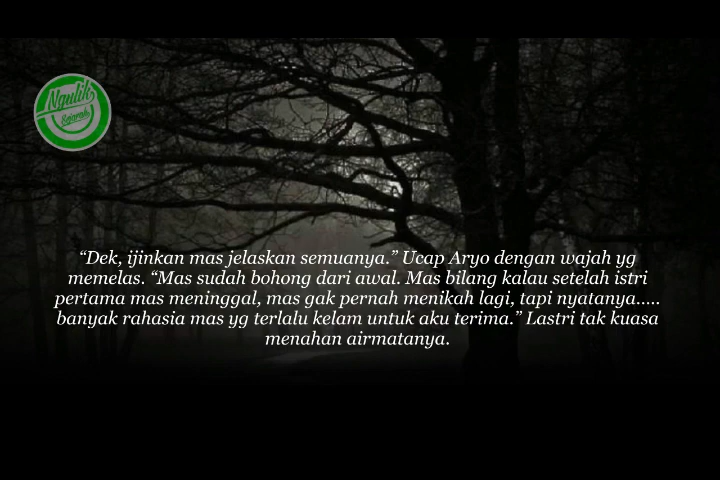 Ngulik
Sejarah
“Dek, ijinkan mas jelaskan semuanya.” Ucap Aryo dengan wajah yg
memelas. “Mas sudah bohong dari awal. Mas bilang kalau setelah istri
pertama mas meninggal, mas gak pernah menikah lagi, tapi nyatanya.....
banyak rahasia mas yg terlalu kelam untuk aku terima.” Lastri tak kuasa
menahan airmatanya.